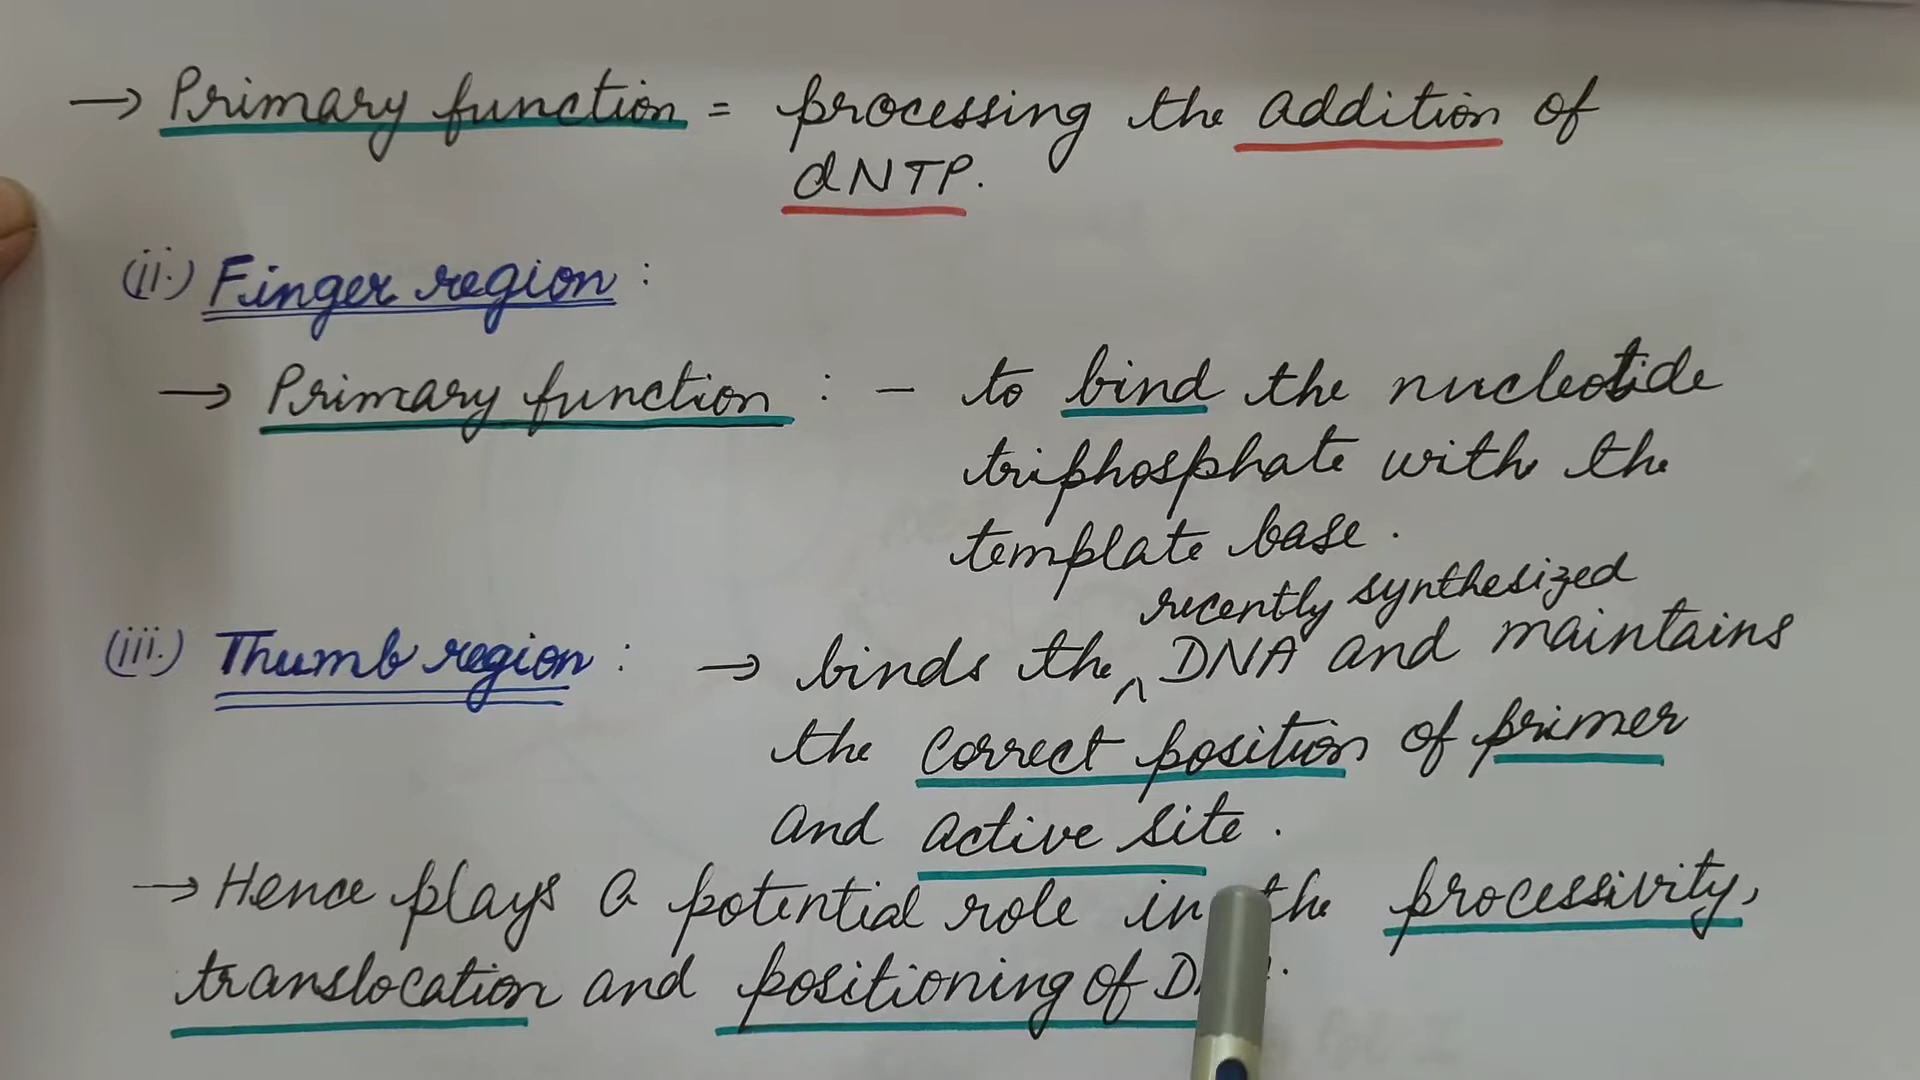 → Primary function = processing the addition of
dNTP.
(ii.) Finger region :
→ Primary function : - to bind the nucleotide
triphosphate with the
template base.
recently synthesized
(iii.) Thumb region : → binds the ^ DNA and maintains
the correct position of primer
and active site.
→ Hence plays a potential role in the processivity,
translocation and positioning of